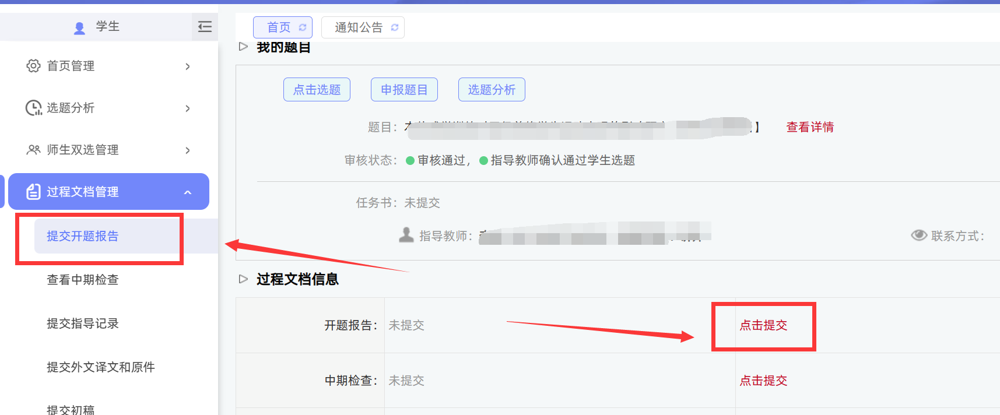 学生
首页管理
选题分析
师生双选管理
过程文档管理
提交开题报告
查看中期检查
提交指导记录
提交外文译文和原件
提交初稿
首页 通知公告
我的题目
点击选题 申报题目 选题分析
题目： 】 查看详情
审核状态： 审核通过， 指导教师确认通过学生选题
任务书： 未提交
指导教师： 联系方式：
过程文档信息
开题报告： 未提交 点击提交
中期检查： 未提交 点击提交